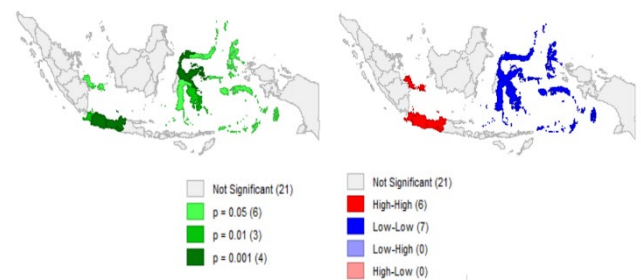 Not Significant (21)
p = 0.05 (6)
p = 0.01 (3)
p = 0.001 (4)
Not Significant (21)
High-High (6)
Low-Low (7)
Low-High (0)
High-Low (0)